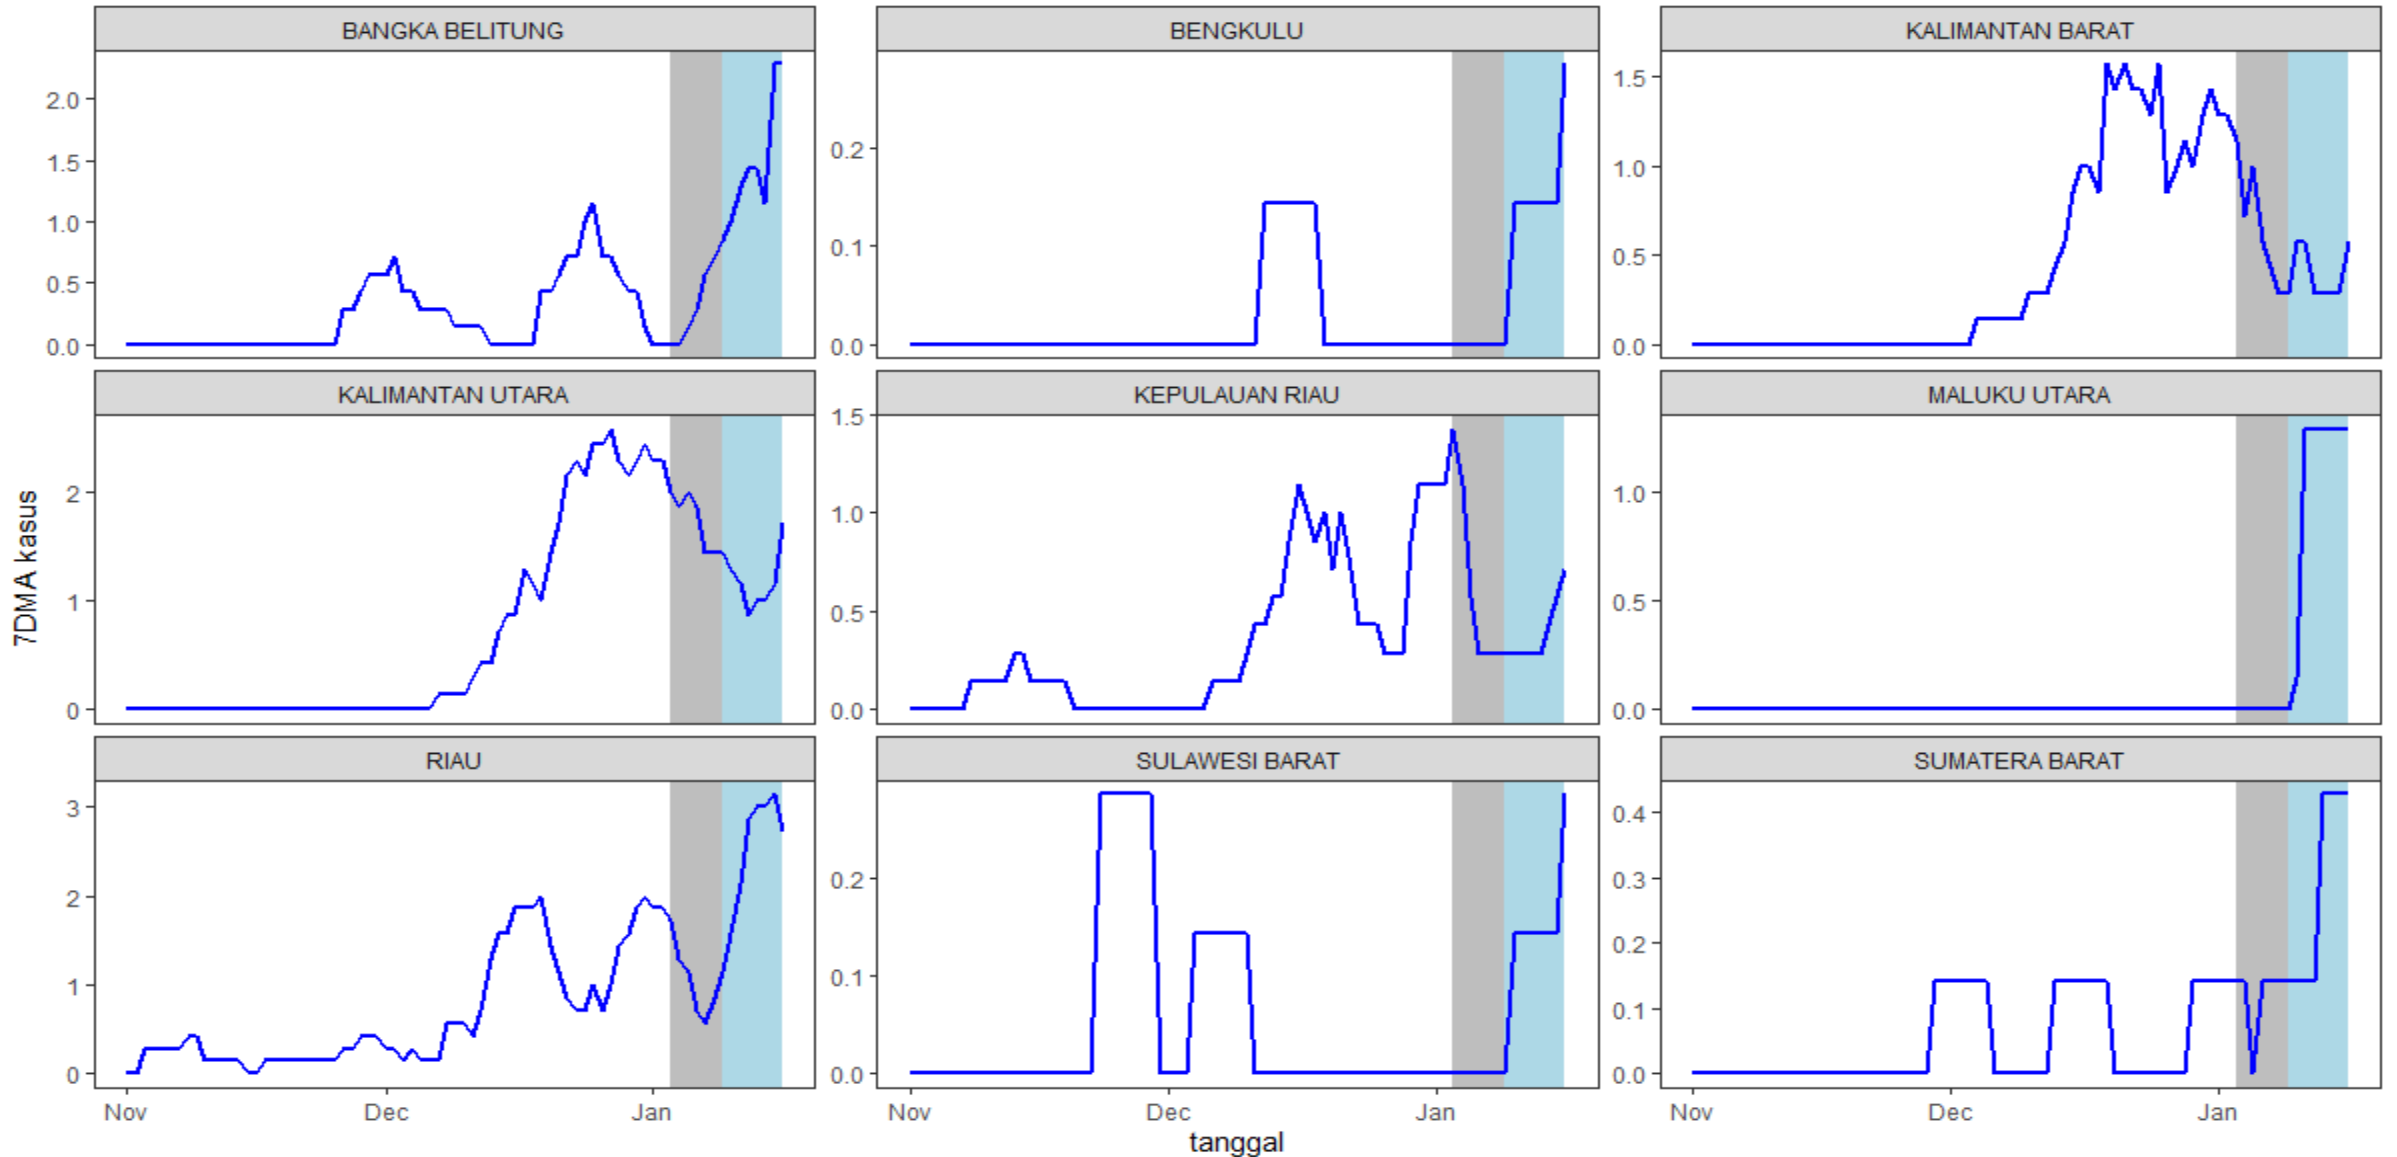 BANGKA BELITUNG
BENGKULU
KALIMANTAN BARAT
2.0
1.5
1.0
0.5
0.0
0.2
0.1
0.0
1.5
1.0
0.5
0.0
KALIMANTAN UTARA
KEPULAUAN RIAU
MALUKU UTARA
2
1
0
1.5
1.0
0.5
0.0
1.0
0.5
0.0
7DMA kasus
RIAU
SULAWESI BARAT
SUMATERA BARAT
3
2
1
0
0.2
0.1
0.0
0.4
0.3
0.2
0.1
0.0
Nov Dec Jan
Nov Dec Jan
Nov Dec Jan
tanggal